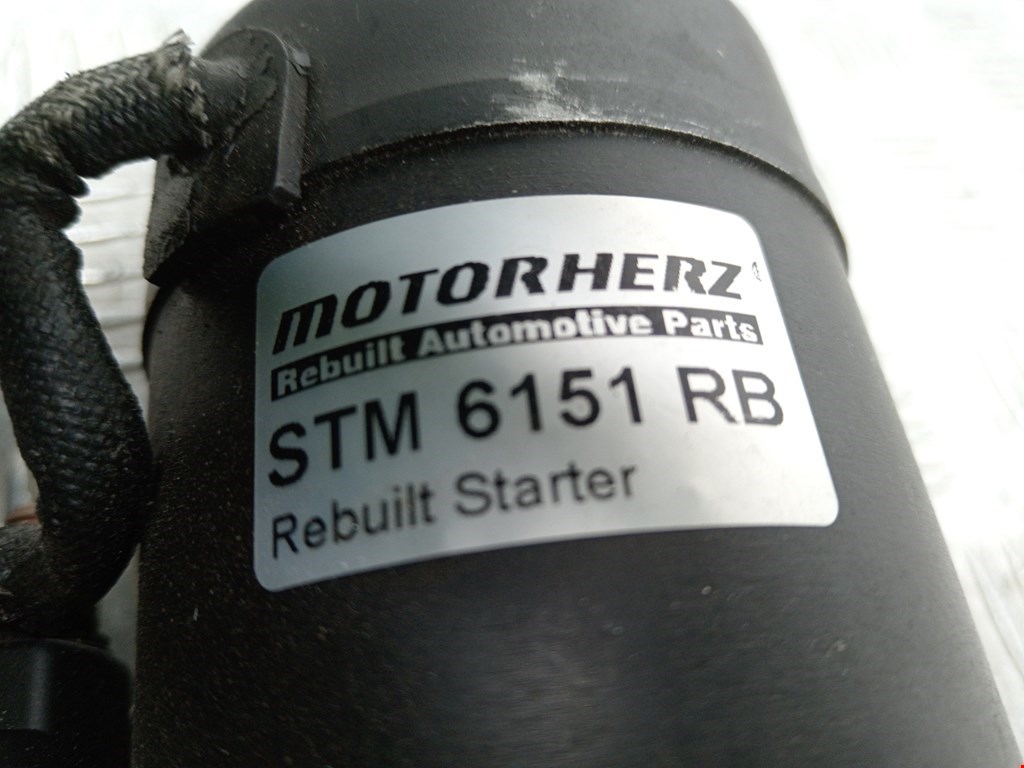 MOTORHERZ
Rebuilt Automotive Parts
STM 6151 RB
Rebuilt Starter